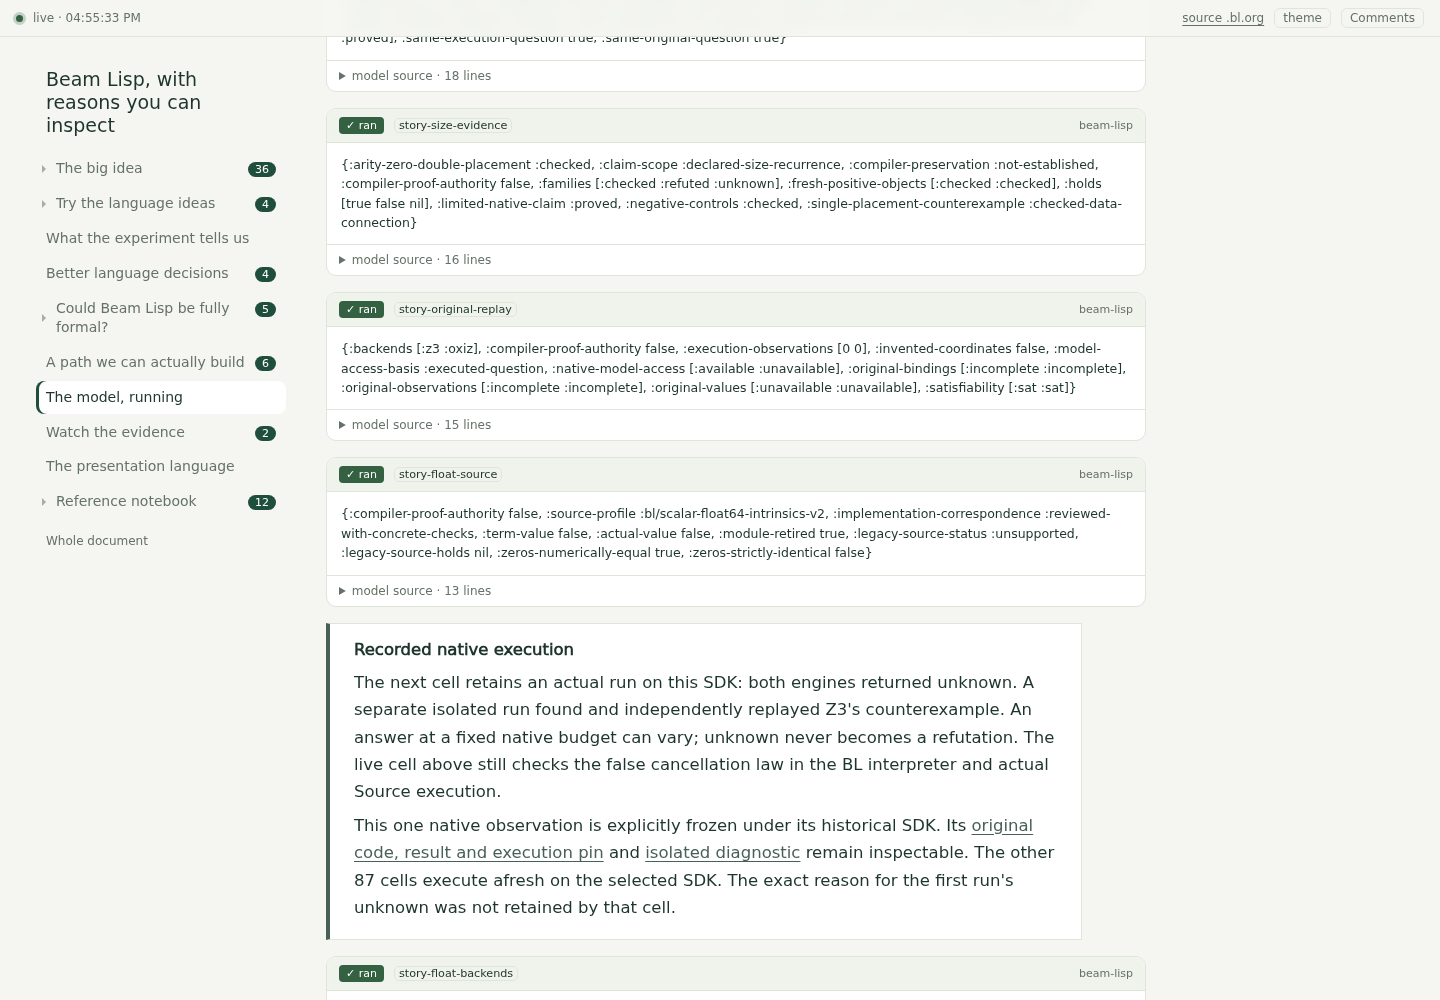 live · 04:55:33 PM
source .bl.org
theme
Comments
Beam Lisp, with
reasons you can
inspect
The big idea
36
Try the language ideas
4
What the experiment tells us
Better language decisions
4
Could Beam Lisp be fully
formal?
5
A path we can actually build
6
The model, running
Watch the evidence
2
The presentation language
Reference notebook
12
Whole document
:proved], :same-execution-question true, :same-original-question true}
model source · 18 lines
✓ ran
story-size-evidence
beam-lisp
{:arity-zero-double-placement :checked, :claim-scope :declared-size-recurrence, :compiler-preservation :not-established,
:compiler-proof-authority false, :families [:checked :refuted :unknown], :fresh-positive-objects [:checked :checked], :holds
[true false nil], :limited-native-claim :proved, :negative-controls :checked, :single-placement-counterexample :checked-data-
connection}
model source · 16 lines
✓ ran
story-original-replay
beam-lisp
{:backends [:z3 :oxiz], :compiler-proof-authority false, :execution-observations [0 0], :invented-coordinates false, :model-
access-basis :executed-question, :native-model-access [:available :unavailable], :original-bindings [:incomplete :incomplete],
:original-observations [:incomplete :incomplete], :original-values [:unavailable :unavailable], :satisfiability [:sat :sat]}
model source · 15 lines
✓ ran
story-float-source
beam-lisp
{:compiler-proof-authority false, :source-profile :bl/scalar-float64-intrinsics-v2, :implementation-correspondence :reviewed-
with-concrete-checks, :term-value false, :actual-value false, :module-retired true, :legacy-source-status :unsupported,
:legacy-source-holds nil, :zeros-numerically-equal true, :zeros-strictly-identical false}
model source · 13 lines
Recorded native execution
The next cell retains an actual run on this SDK: both engines returned unknown. A
separate isolated run found and independently replayed Z3's counterexample. An
answer at a fixed native budget can vary; unknown never becomes a refutation. The
live cell above still checks the false cancellation law in the BL interpreter and actual
Source execution.
This one native observation is explicitly frozen under its historical SDK. Its original
code, result and execution pin and isolated diagnostic remain inspectable. The other
87 cells execute afresh on the selected SDK. The exact reason for the first run's
unknown was not retained by that cell.
✓ ran
story-float-backends
beam-lisp